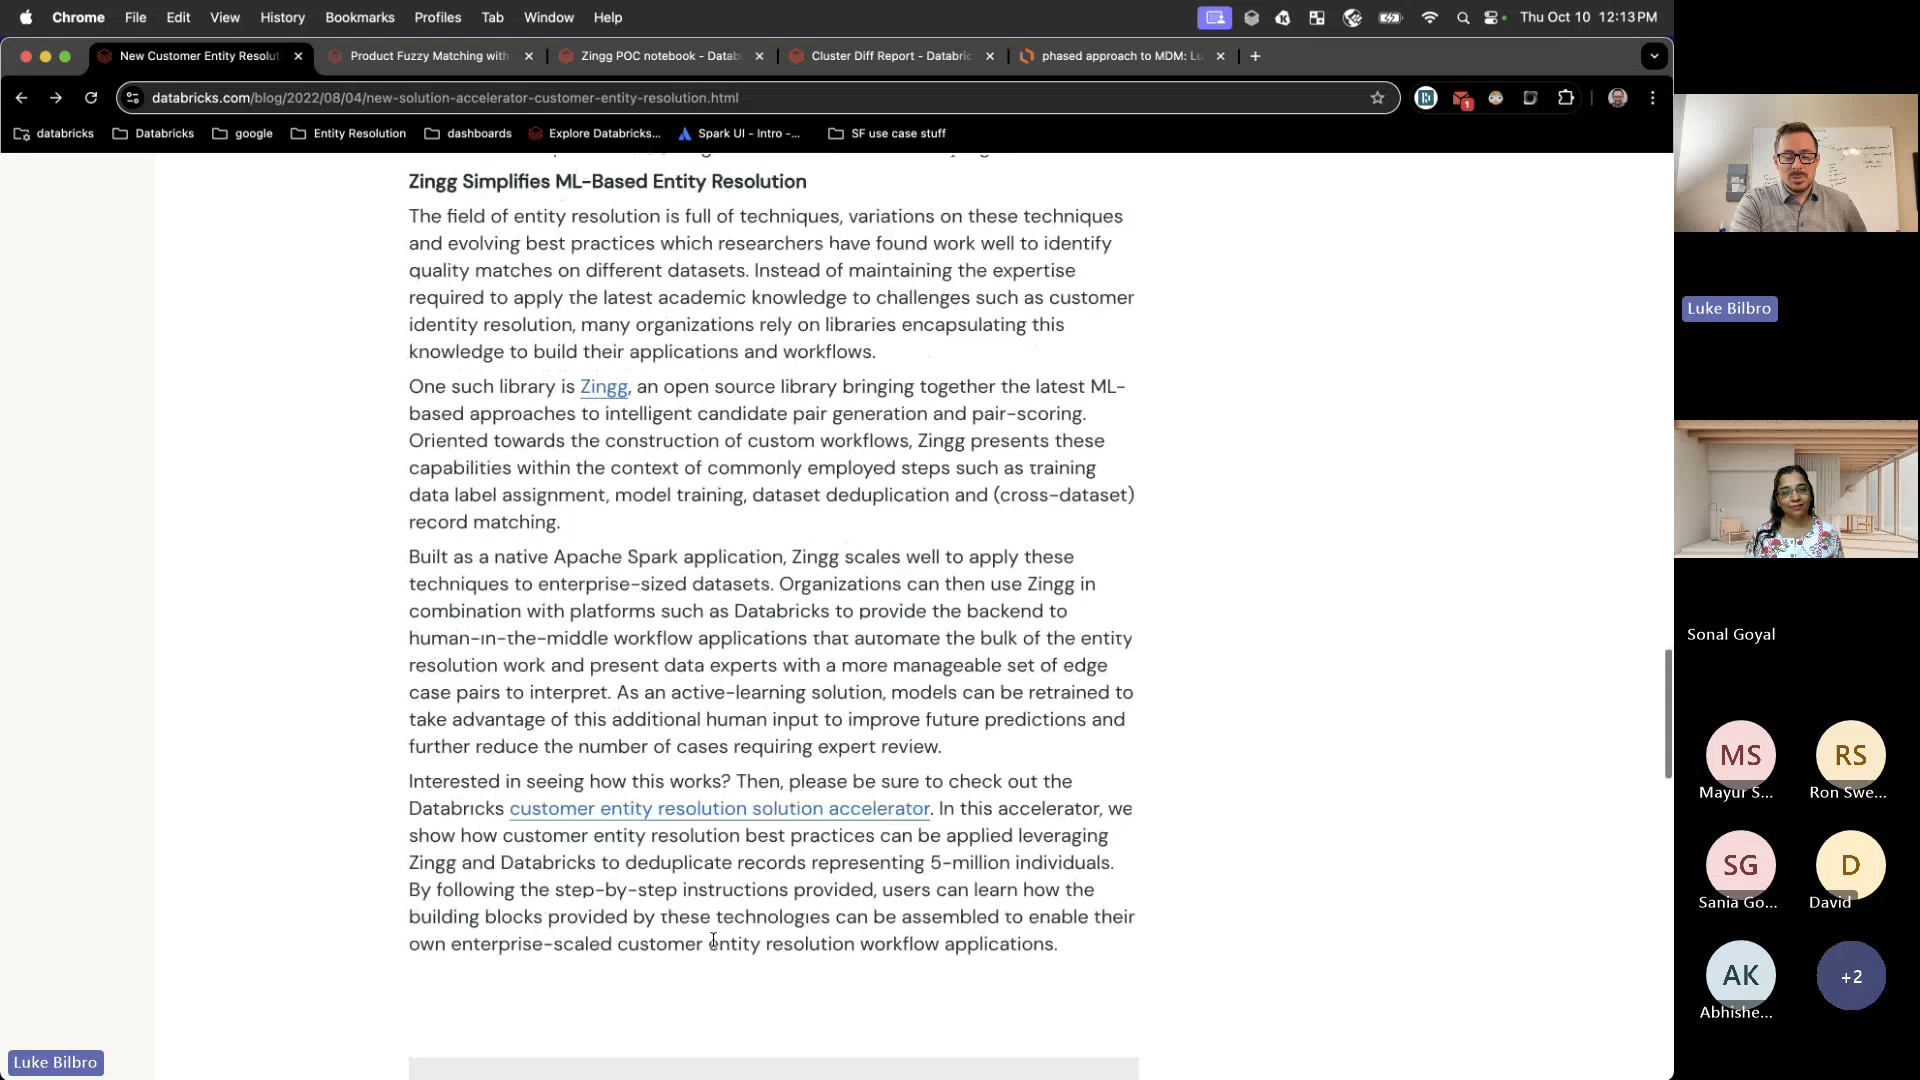 Chrome File Edit View History Bookmarks Profiles Tab Window Help Thu Oct 10 12:13 PM
New Customer Entity Resolut Product Fuzzy Matching with Zingg POC notebook - Datab Cluster Diff Report - Databric phased approach to MDM: Lu
databricks.com/blog/2022/08/04/new-solution-accelerator-customer-entity-resolution.html 1
databricks Databricks google Entity Resolution dashboards Explore Databricks... Spark UI - Intro -... SF use case stuff
Zingg Simplifies ML-Based Entity Resolution
The field of entity resolution is full of techniques, variations on these techniques
and evolving best practices which researchers have found work well to identify
quality matches on different datasets. Instead of maintaining the expertise
required to apply the latest academic knowledge to challenges such as customer
identity resolution, many organizations rely on libraries encapsulating this
knowledge to build their applications and workflows.
One such library is Zingg, an open source library bringing together the latest ML-
based approaches to intelligent candidate pair generation and pair-scoring.
Oriented towards the construction of custom workflows, Zingg presents these
capabilities within the context of commonly employed steps such as training
data label assignment, model training, dataset deduplication and (cross-dataset)
record matching.
Built as a native Apache Spark application, Zingg scales well to apply these
techniques to enterprise-sized datasets. Organizations can then use Zingg in
combination with platforms such as Databricks to provide the backend to
human-in-the-middle workflow applications that automate the bulk of the entity
resolution work and present data experts with a more manageable set of edge
case pairs to interpret. As an active-learning solution, models can be retrained to
take advantage of this additional human input to improve future predictions and
further reduce the number of cases requiring expert review.
Interested in seeing how this works? Then, please be sure to check out the
Databricks customer entity resolution solution accelerator. In this accelerator, we
show how customer entity resolution best practices can be applied leveraging
Zingg and Databricks to deduplicate records representing 5-million individuals.
By following the step-by-step instructions provided, users can learn how the
building blocks provided by these technologies can be assembled to enable their
own enterprise-scaled customer entity resolution workflow applications.
Luke Bilbro
Luke Bilbro
Sonal Goyal
MS RS
Mayur S... Ron Swe...
SG D
Sania Go... David
AK +2
Abhishe...